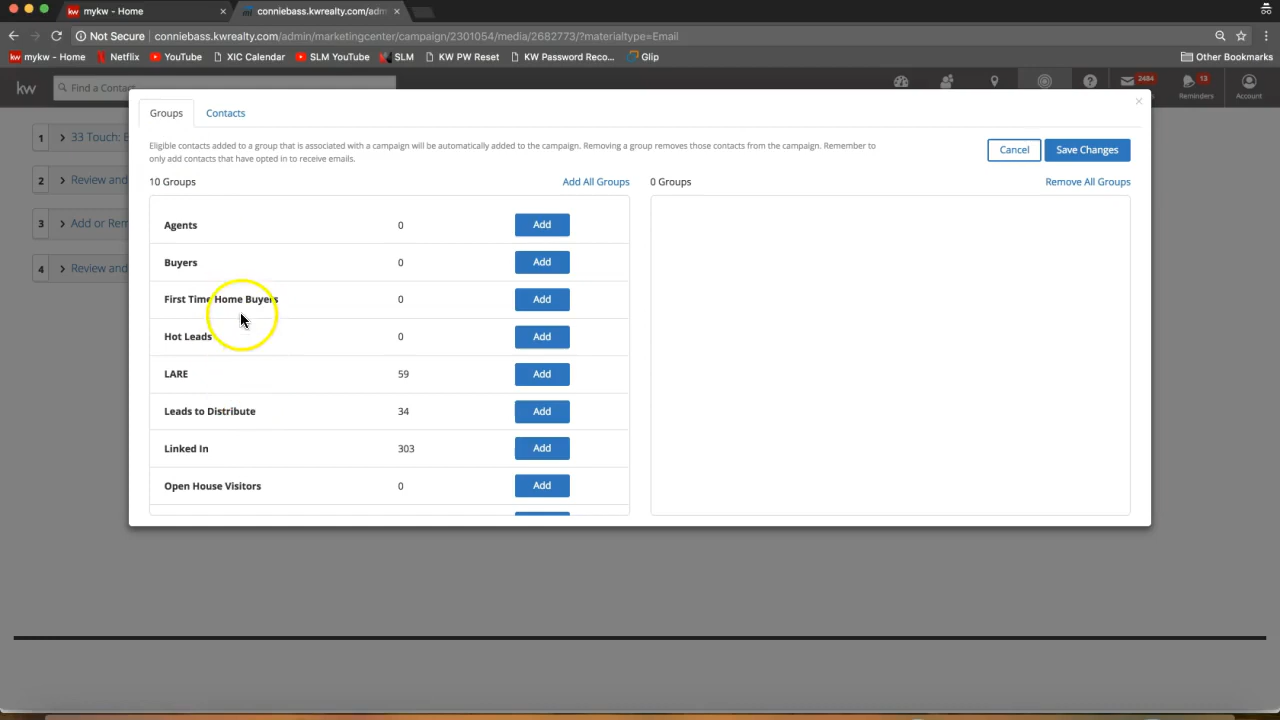 kw mykw - Home
conniebass.kwrealty.com/adm
Not Secure conniebass.kwrealty.com/admin/marketingcenter/campaign/2301054/media/2682773/?materialtype=Email
kw mykw - Home Netflix YouTube XIC Calendar SLM YouTube SLM KW PW Reset KW Password Reco... Glip Other Bookmarks
kw Find a Contact 2484 13 Reminders Account
Groups Contacts
Eligible contacts added to a group that is associated with a campaign will be automatically added to the campaign. Removing a group removes those contacts from the campaign. Remember to
only add contacts that have opted in to receive emails.
Cancel Save Changes
10 Groups Add All Groups 0 Groups Remove All Groups
Agents 0 Add
Buyers 0 Add
First Time Home Buyers 0 Add
Hot Leads 0 Add
LARE 59 Add
Leads to Distribute 34 Add
Linked In 303 Add
Open House Visitors 0 Add
1 33 Touch:
2 Review and
3 Add or Rem
4 Review and